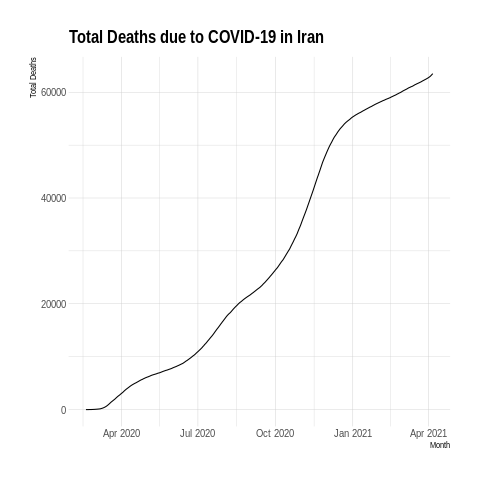 Total Deaths due to COVID-19 in Iran
Total Deaths
60000
40000
20000
0
Apr 2020 Jul 2020 Oct 2020 Jan 2021 Apr 2021
Month